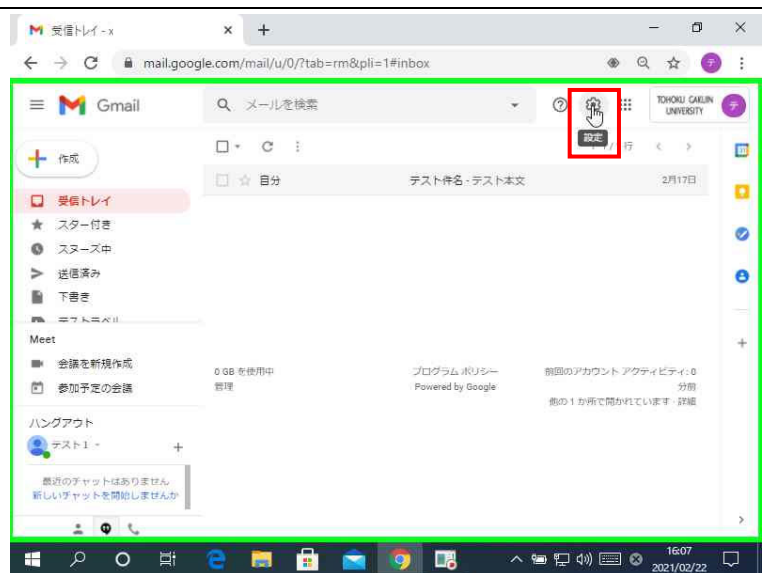 受信トレイ - x
mail.google.com/mail/u/0/?tab=rm&pli=1#inbox
テ
Gmail
メールを検索
TOHOKU GAKUIN
UNIVERSITY
テ
設定
作成
行
自分
テスト件名 - テスト本文
2月17日
受信トレイ
スター付き
スヌーズ中
送信済み
下書き
テストラベル
Meet
会議を新規作成
参加予定の会議
0 GB を使用中
管理
プログラム ポリシー
Powered by Google
前回のアカウント アクティビティ: 0
分前
他の 1 か所で開かれています · 詳細
ハングアウト
テスト1
最近のチャットはありません
新しいチャットを開始しませんか
16:07
2021/02/22